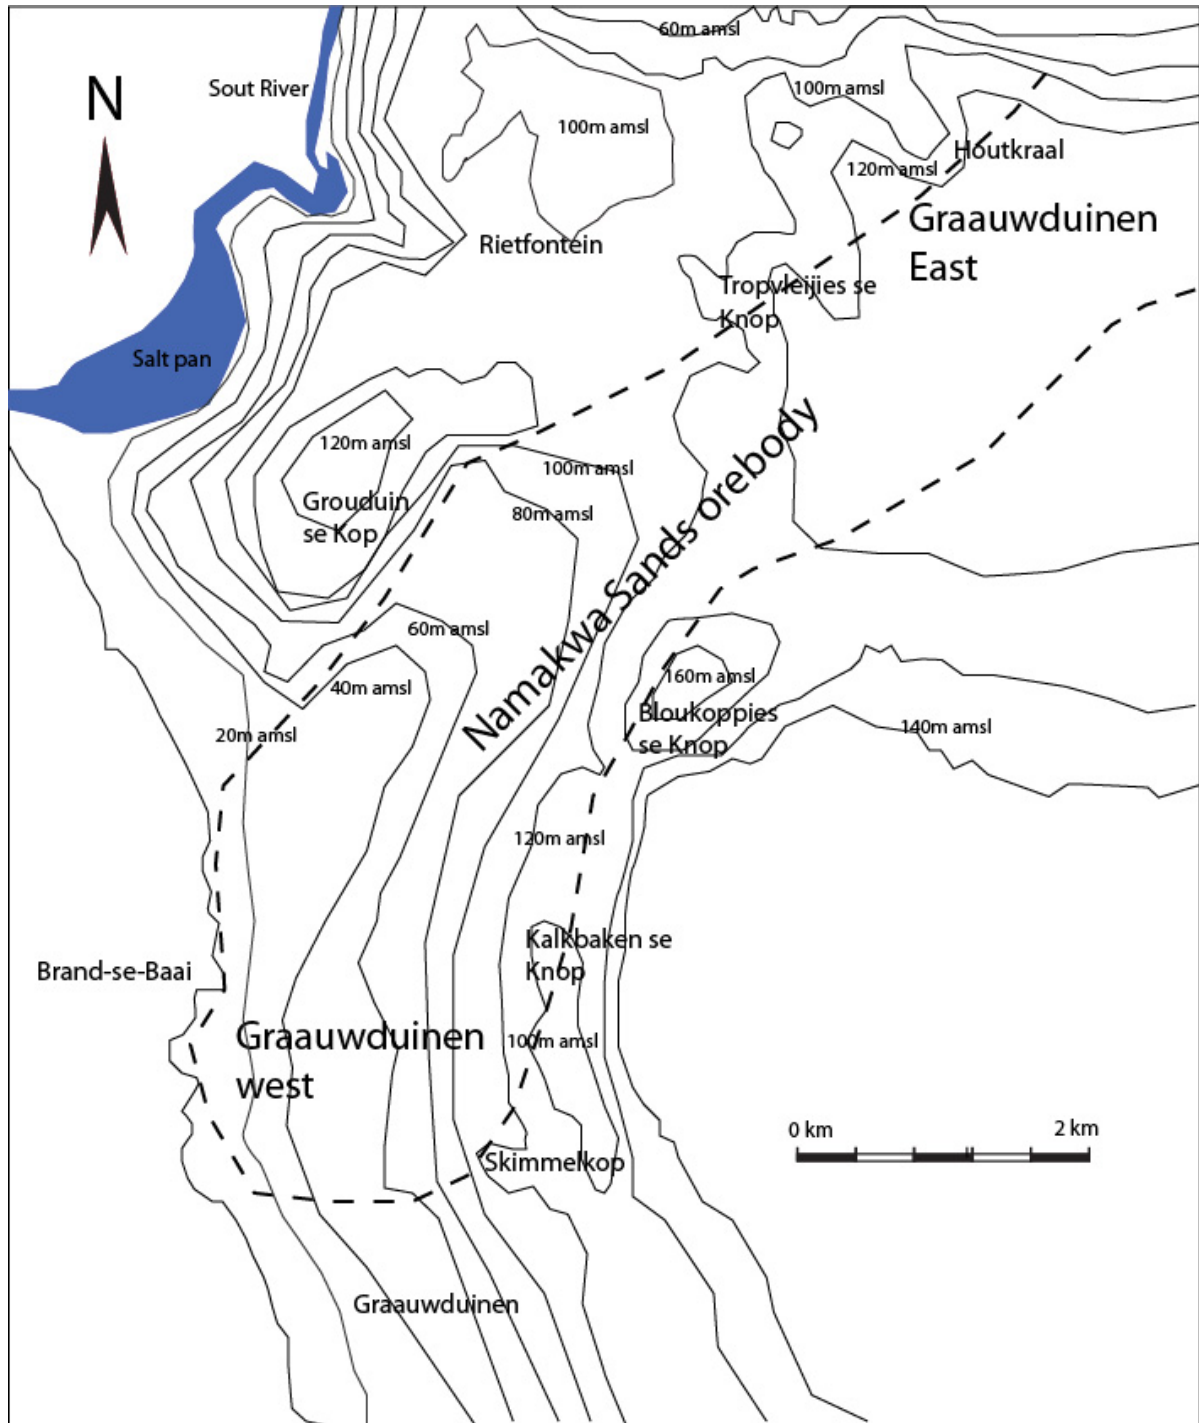 60m amsl
N
Sout River
100m amsl
100m amsl
Houtkraal
120m amsl
Graauwduinen
East
Rietfontein
Tropvleijies se
Knop
Salt pan
120m amsl
Grouduin
se Kop
100m amsl
80m amsl
Namakwa Sands orebody
60m amsl
40m amsl
20m amsl
160m amsl
Bloukoppies
se Knop
140m amsl
120m amsl
Kalkbaken se
Knop
Brand-se-Baai
Graauwduinen
west
100m amsl
0 km
2 km
Skimmelkop
Graauwduinen